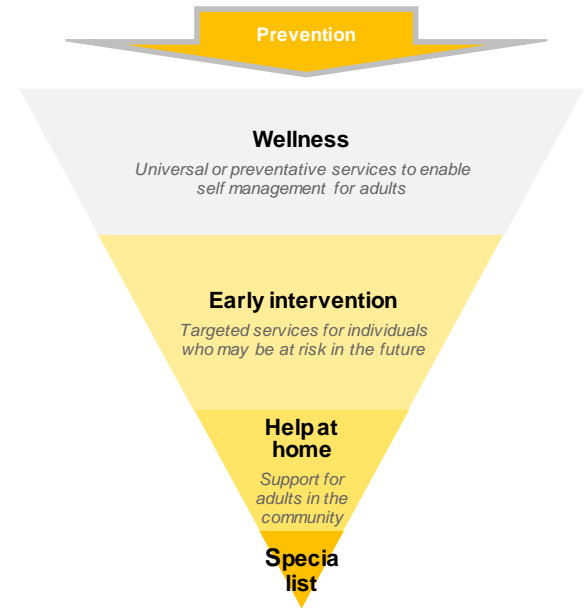 Prevention
Wellness
Universal or preventative services to enable
self management for adults
Early intervention
Targeted services for individuals
who may be at risk in the future
Help at
home
Support for
adults in the
community
Specia
list